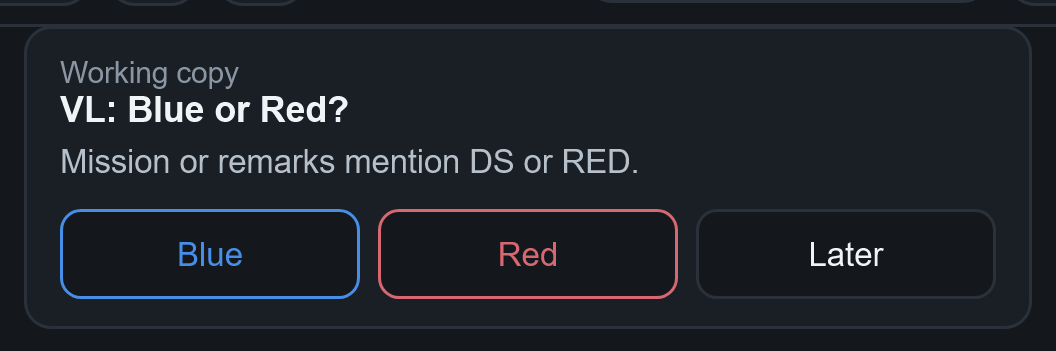 Working copy
VL: Blue or Red?
Mission or remarks mention DS or RED.
Blue
Red
Later